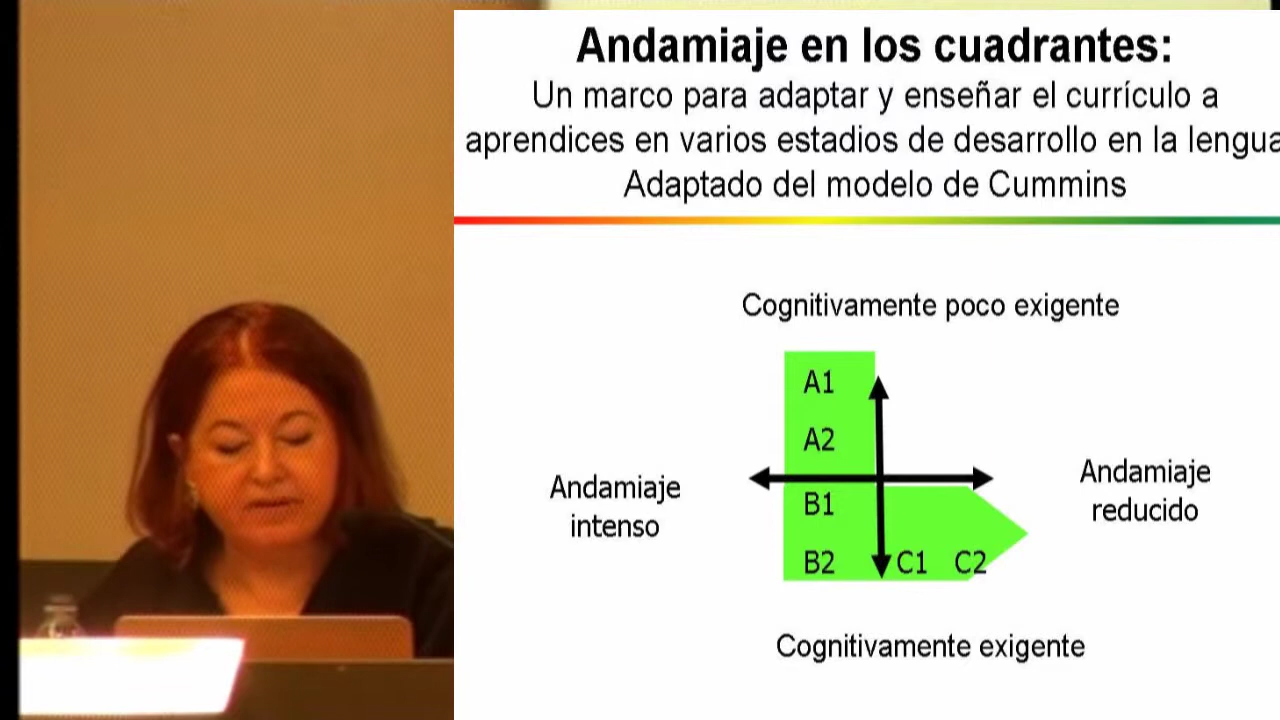 Andamiaje en los cuadrantes:
Un marco para adaptar y enseñar el currículo a
aprendices en varios estadios de desarrollo en la lengua
Adaptado del modelo de Cummins
Cognitivamente poco exigente
A1
A2
Andamiaje
intenso
Andamiaje
reducido
B1
B2 C1 C2
Cognitivamente exigente